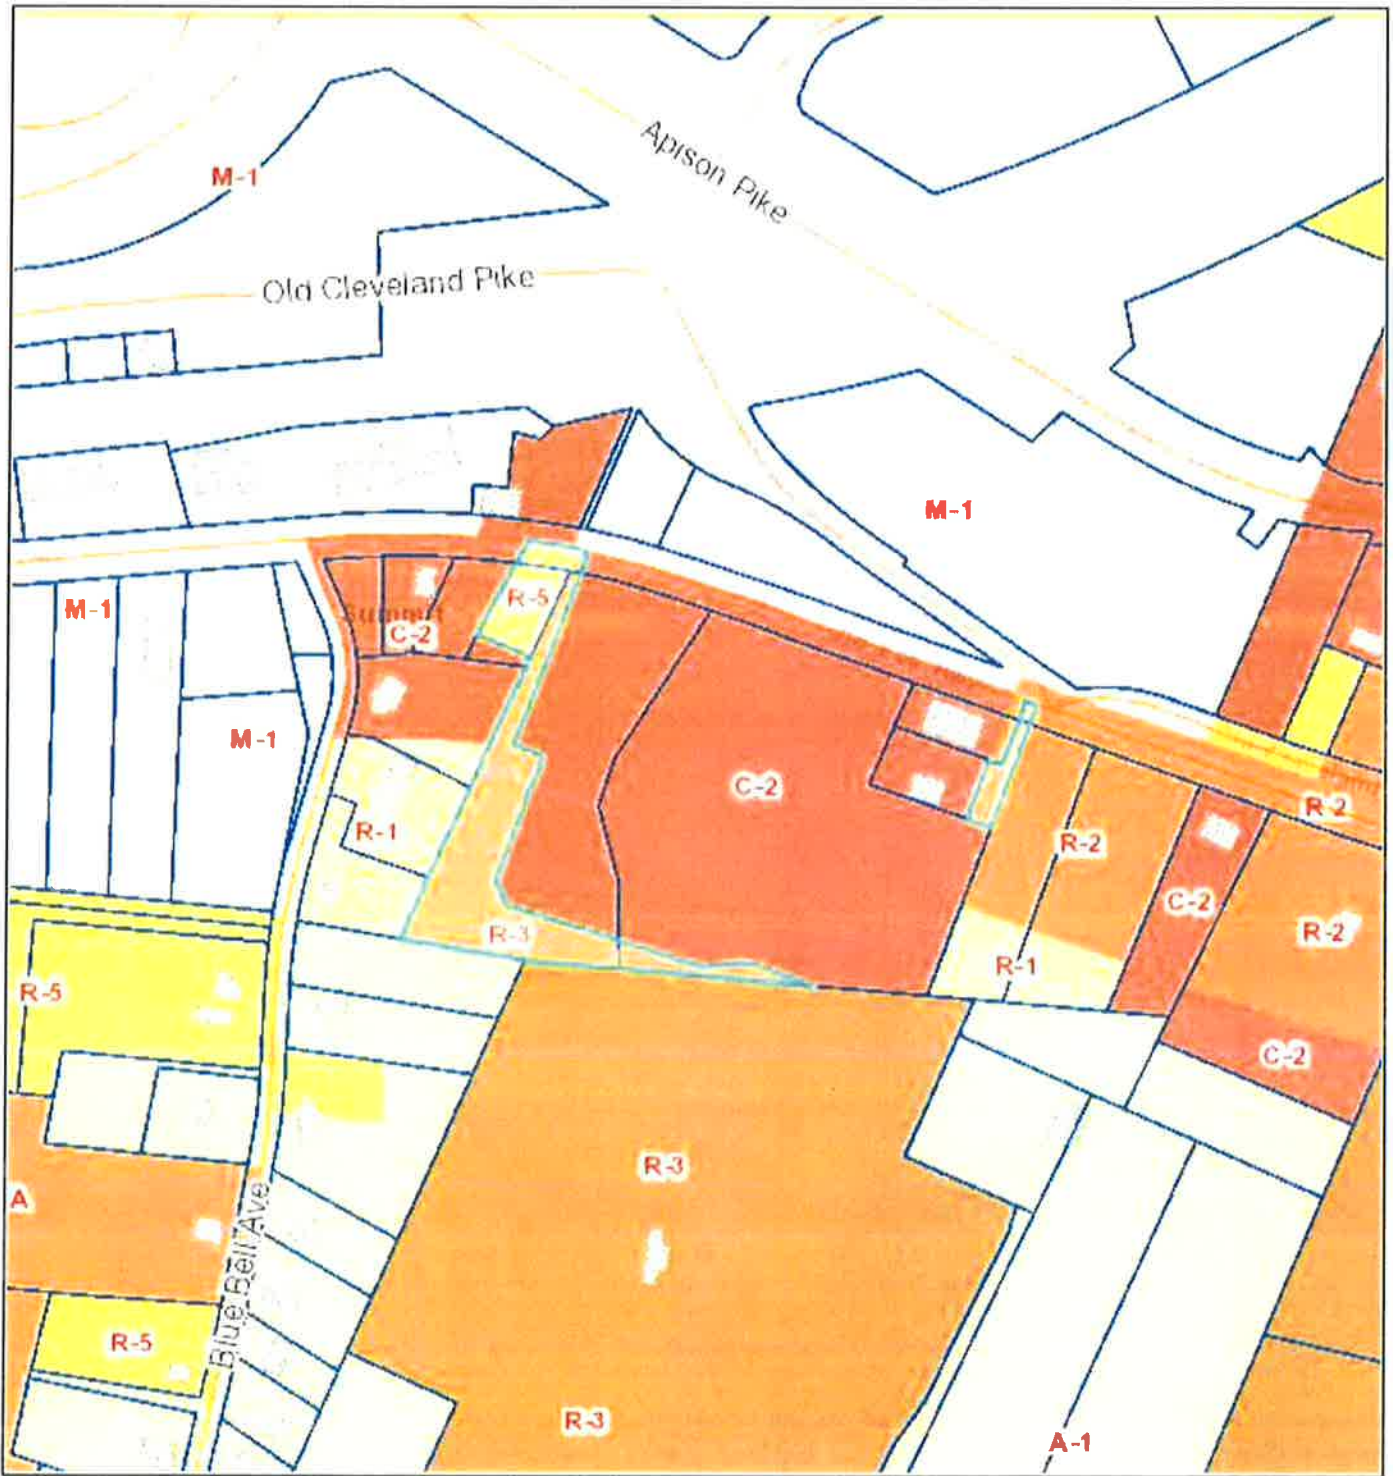 Apison Pike
M-1
Old Cleveland Pike
M-1
R-5
M-1
Summit
C-2
M-1
C-2
R-2
R-1
R-2
C-2
R-3
R-2
R-1
R-5
C-2
R-3
A
Blue Bell Ave
R-5
R-3
A-1